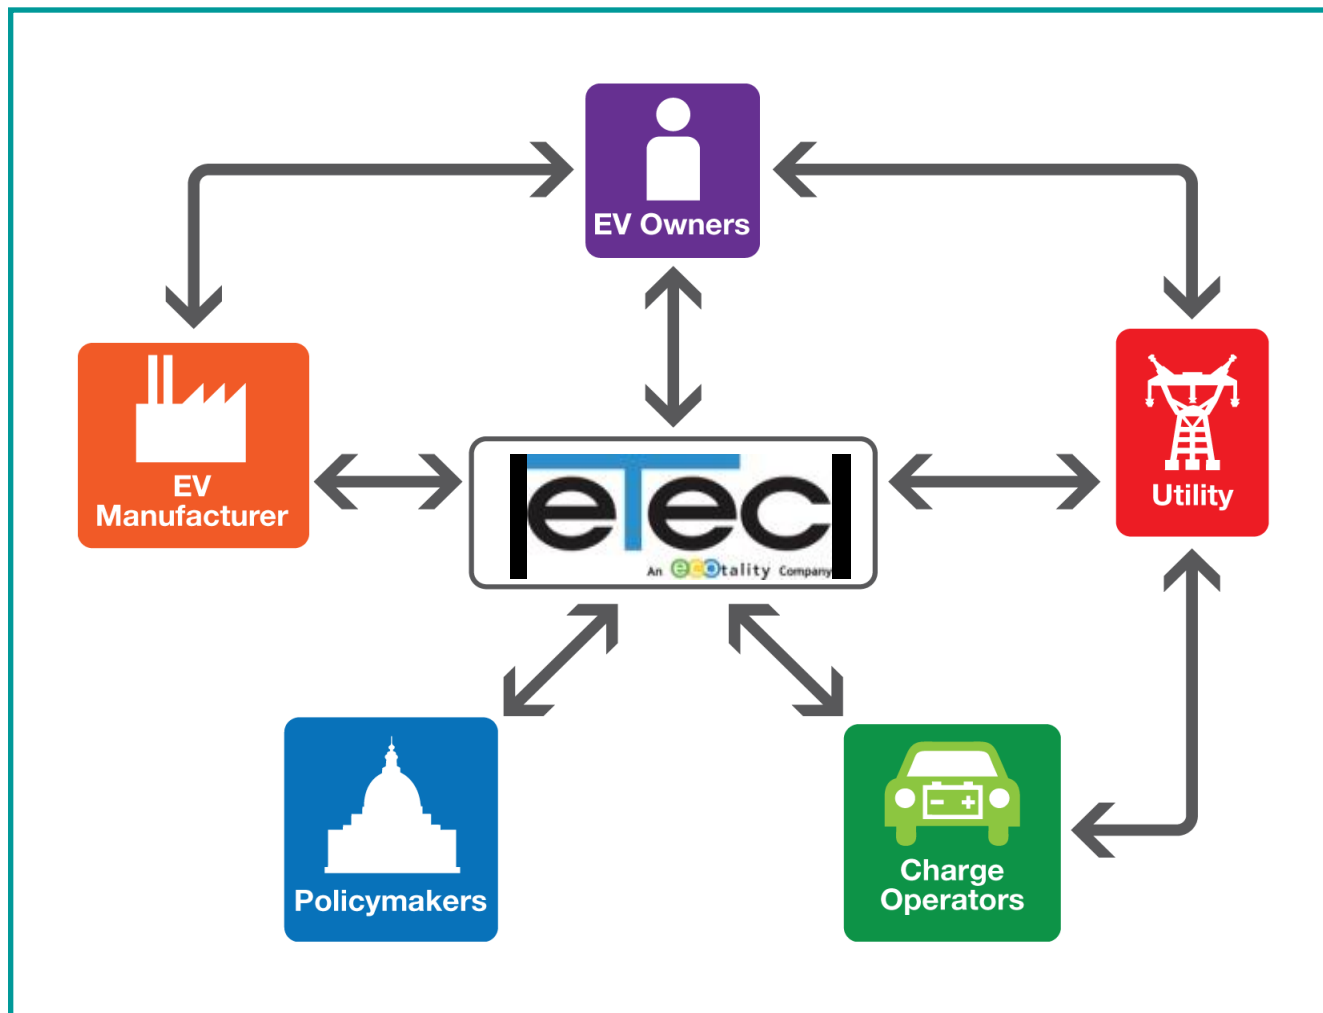 EV Owners
EV
Manufacturer
eTec
An ecotality Company
Utility
Policymakers
Charge
Operators